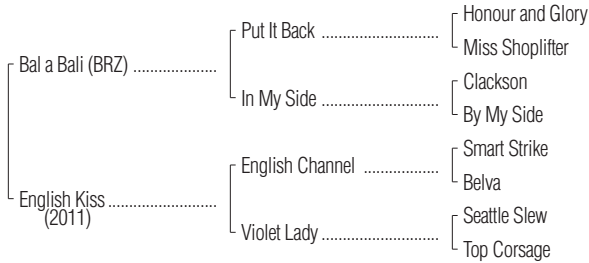 Honour and Glory
Put It Back ........................
Miss Shoplifter
Bal a Bali (BRZ) .................
Clackson
In My Side ........................
By My Side
Smart Strike
English Channel ...............
Belva
English Kiss ......................
(2011)
Seattle Slew
Violet Lady ........................
Top Corsage